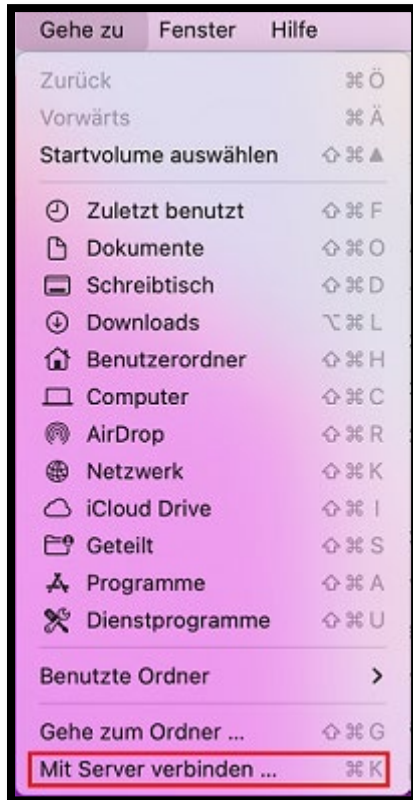 Gehe zu Fenster Hilfe
Zurück ⌘Ö
Vorwärts ⌘Ä
Startvolume auswählen ⇧⌘▲
Zuletzt benutzt ⇧⌘F
Dokumente ⇧⌘O
Schreibtisch ⇧⌘D
Downloads ⌥⌘L
Benutzerordner ⇧⌘H
Computer ⇧⌘C
AirDrop ⇧⌘R
Netzwerk ⇧⌘K
iCloud Drive ⇧⌘I
Geteilt ⇧⌘S
Programme ⇧⌘A
Dienstprogramme ⇧⌘U
Benutzte Ordner >
Gehe zum Ordner ... ⇧⌘G
Mit Server verbinden ... ⌘K